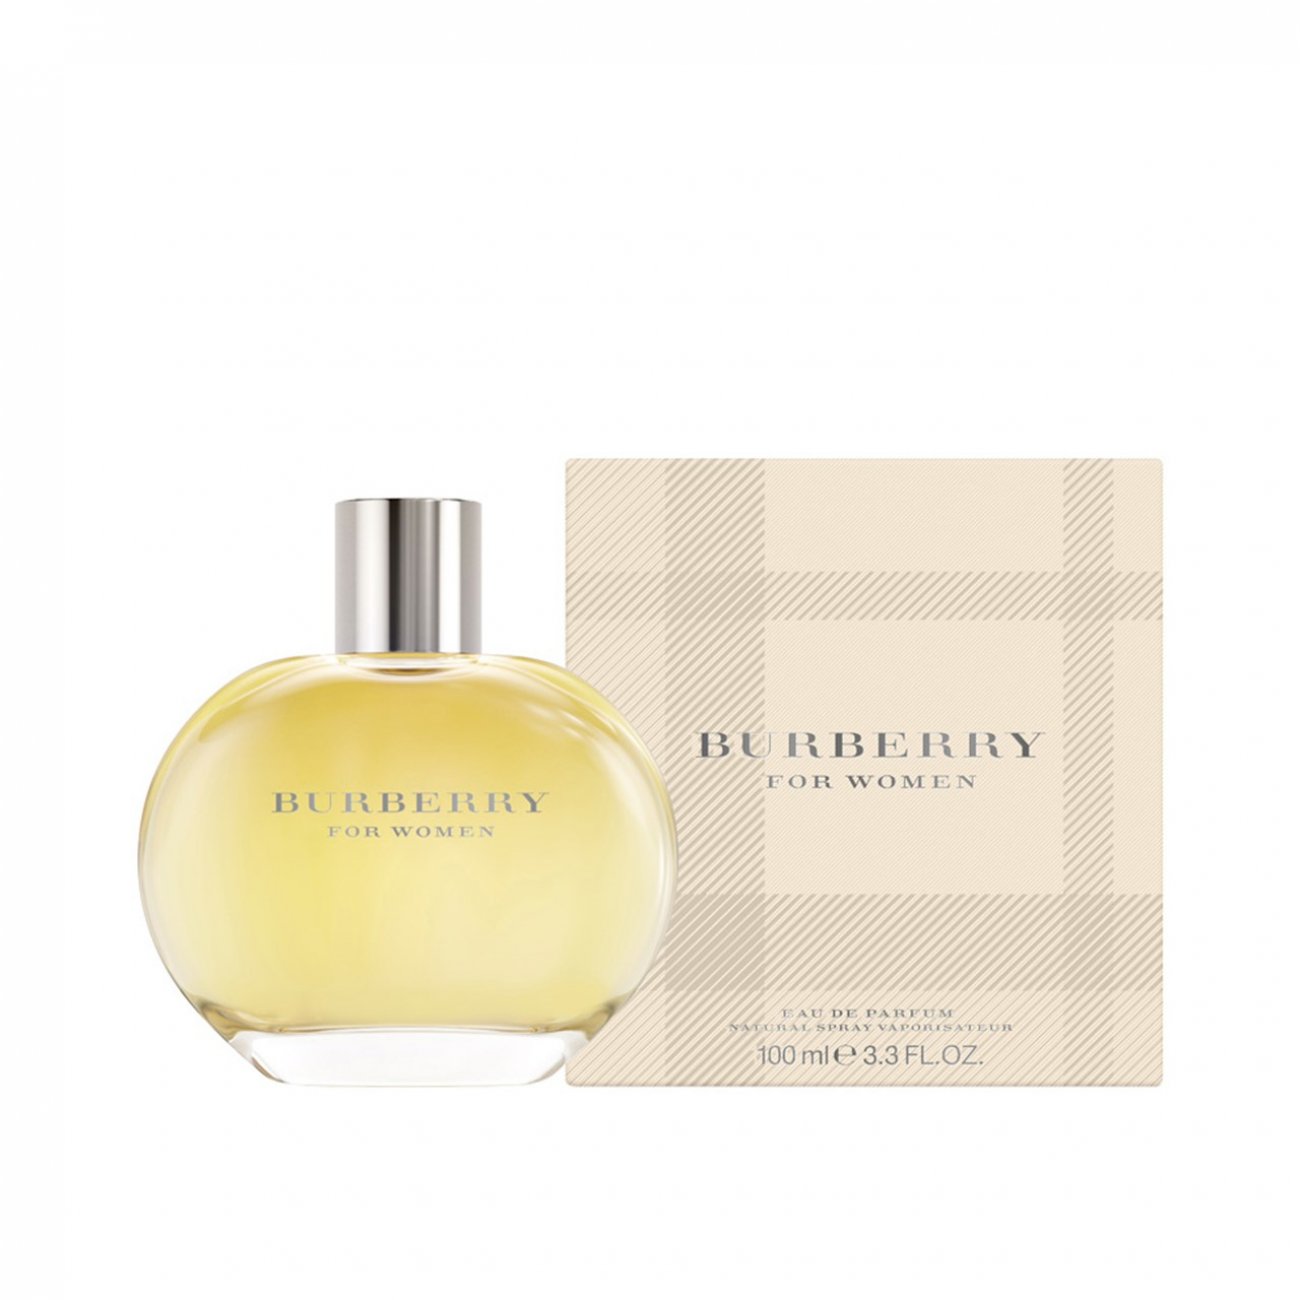 BURBERRY
FOR WOMEN
BURBERRY
FOR WOMEN
EAU DE PARFUM
NATURAL SPRAY VAPORISATEUR
100 ml ℮ 3.3 FL.OZ.